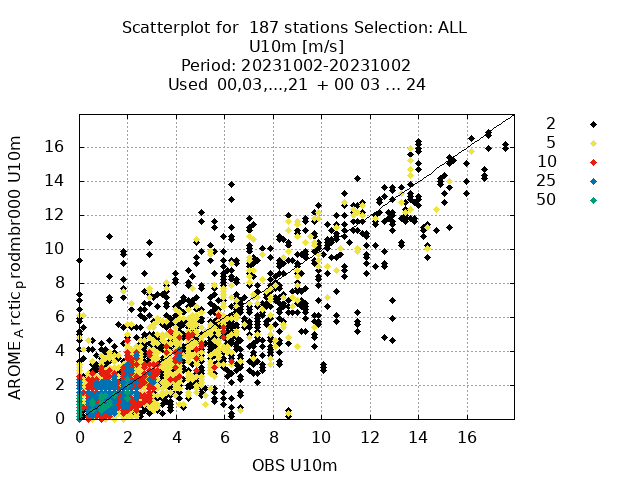 Scatterplot for 187 stations Selection: ALL
U10m [m/s]
Period: 20231002-20231002
Used 00,03,...,21 + 00 03 ... 24
2
5
10
25
50
AROME_Arctic_prodmbr000 U10m
16
14
12
10
8
6
4
2
0
0 2 4 6 8 10 12 14 16
OBS U10m